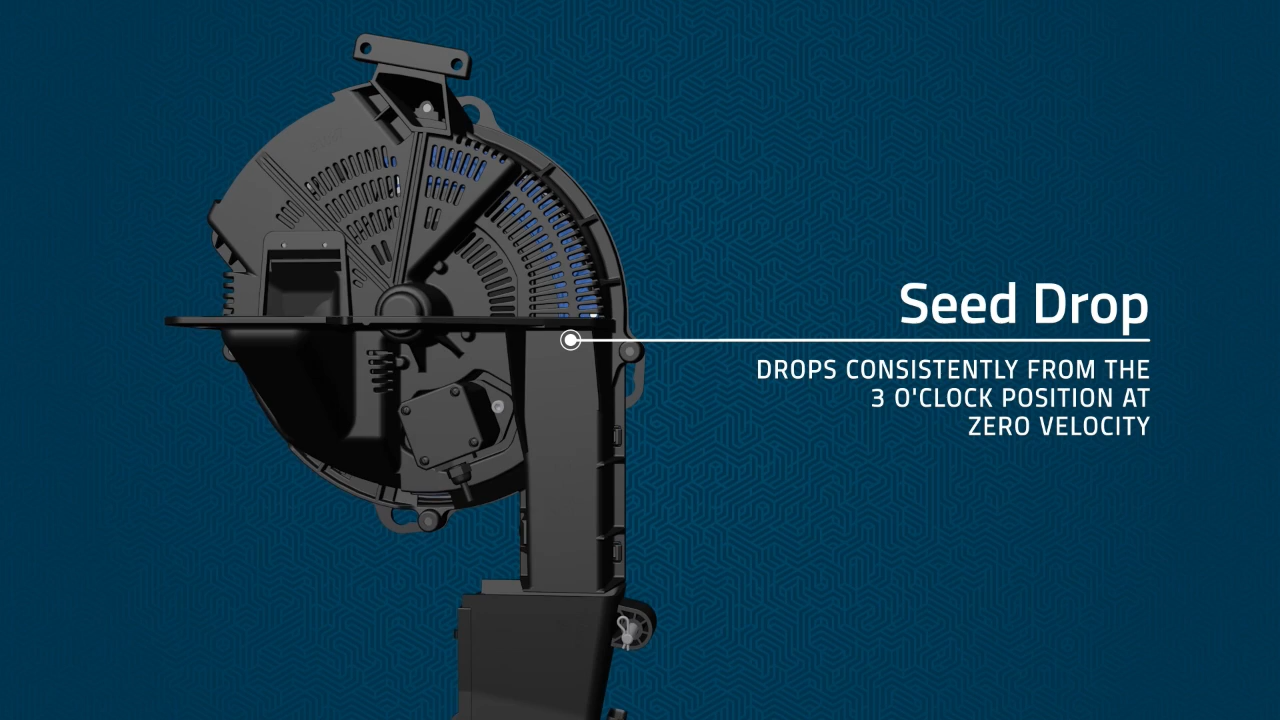 Seed Drop
DROPS CONSISTENTLY FROM THE
3 O'CLOCK POSITION AT
ZERO VELOCITY